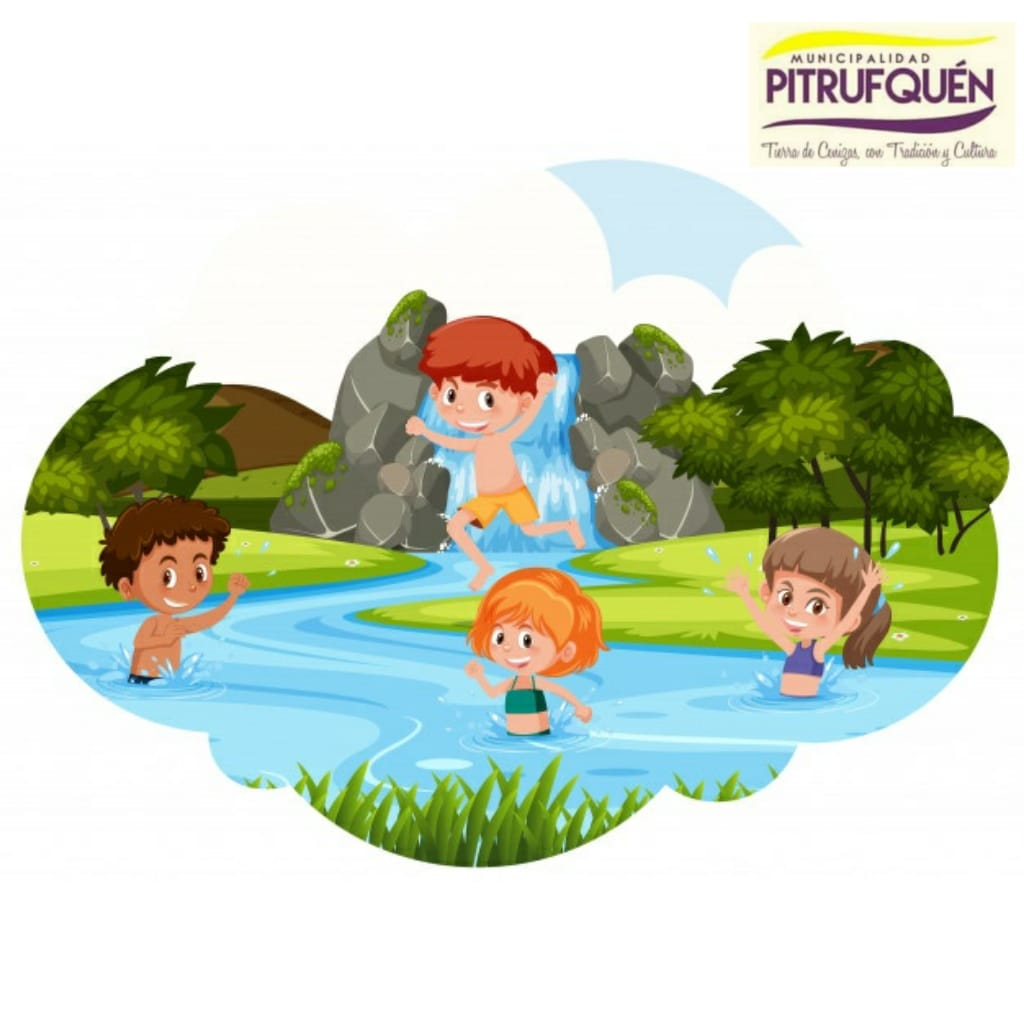 MUNICIPALIDAD
PITRUFQUÉN
Tierra de Cenizas, con Tradición y Cultura